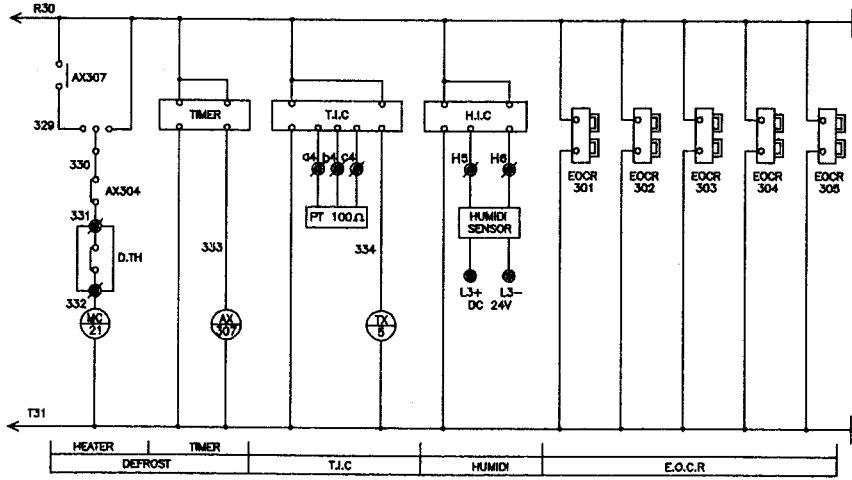 R30
AX307
329
330
AX304
331
D.TH
332
MC
21
TIMER
333
AX
307
T.I.C
a4 b4 c4
PT 100Ω
334
TX
5
H.I.C
H5 H6
HUMIDI
SENSOR
L3+ L3-
DC 24V
EOCR
301
EOCR
302
EOCR
303
EOCR
304
EOCR
305
T31
HEATER TIMER
DEFROST T.I.C HUMIDI E.O.C.R